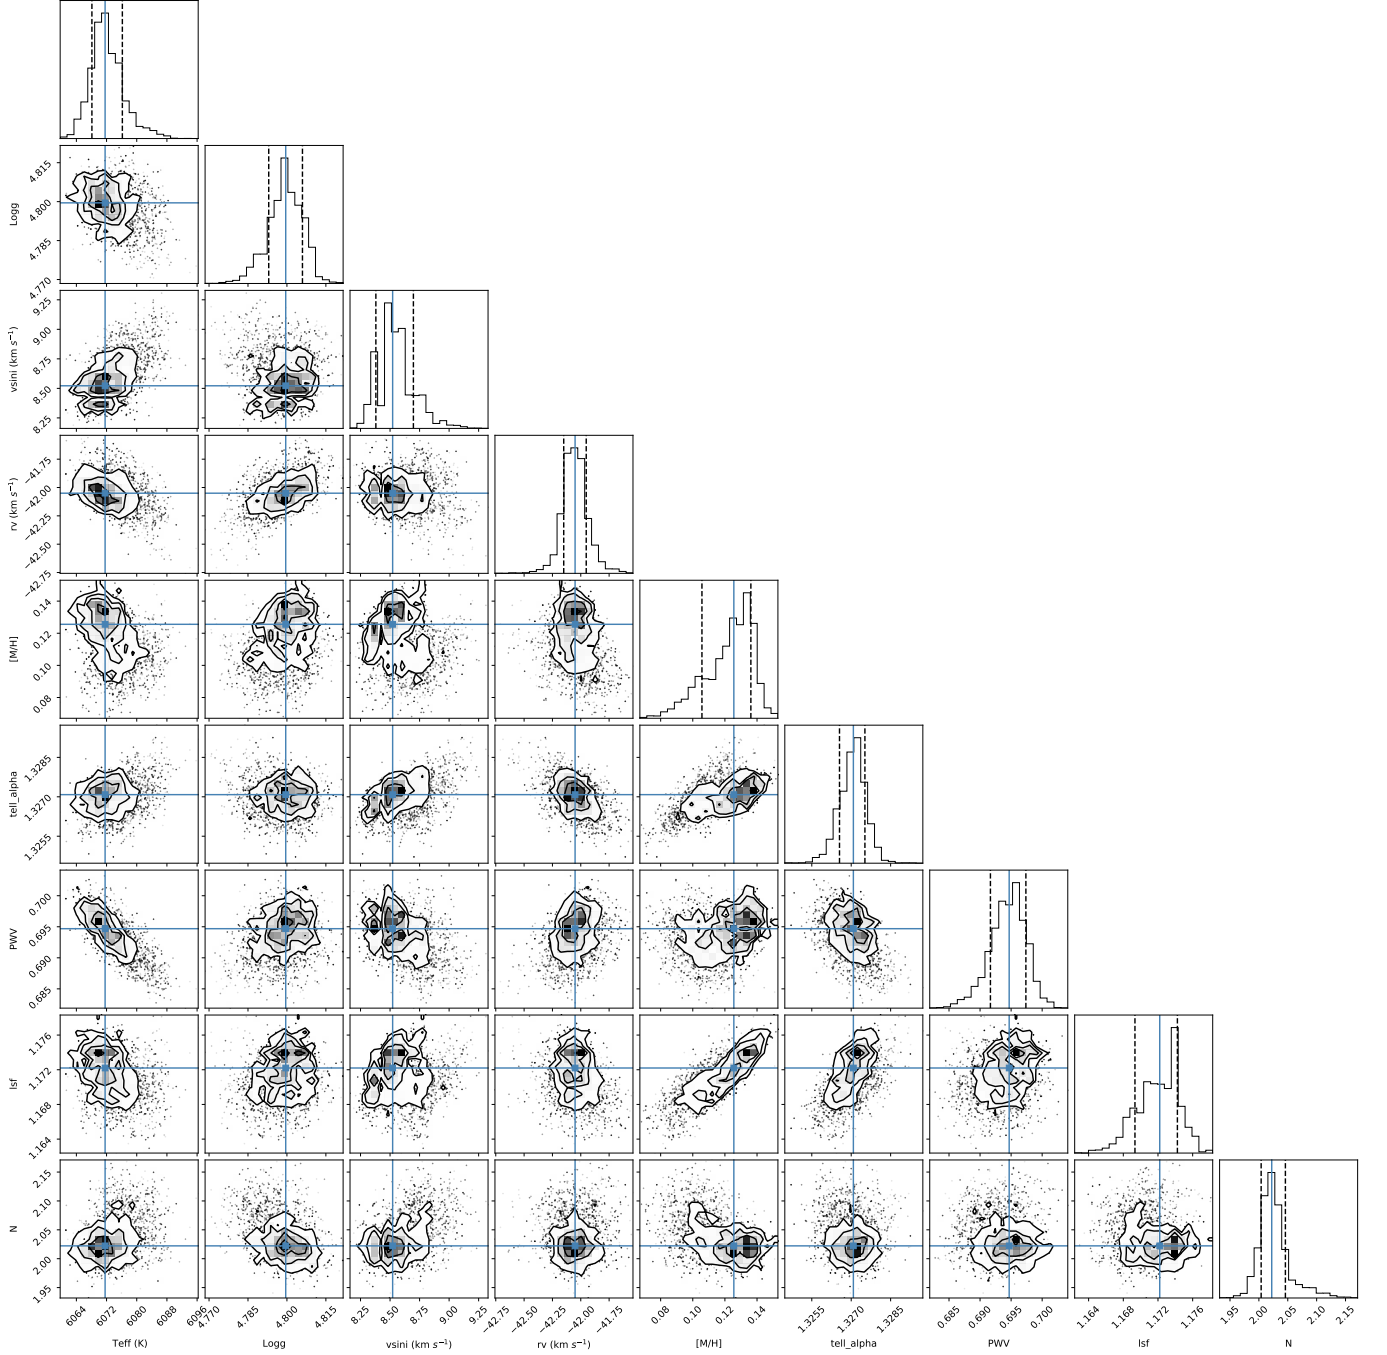 4.815
4.800
4.785
4.770
Logg
9.25
9.00
8.75
8.50
8.25
vsini (km s⁻¹)
−41.75
−42.00
−42.25
−42.50
−42.75
rv (km s⁻¹)
0.14
0.12
0.10
0.08
[M/H]
1.3285
1.3270
1.3255
tell_alpha
0.700
0.695
0.690
0.685
PWV
1.176
1.172
1.168
1.164
lsf
2.15
2.10
2.05
2.00
1.95
N
6064 6072 6080 6088 6096
4.770 4.785 4.800 4.815
8.25 8.50 8.75 9.00 9.25
−42.75 −42.50 −42.25 −42.00 −41.75
0.08 0.10 0.12 0.14
1.3255 1.3270 1.3285
0.685 0.690 0.695 0.700
1.164 1.168 1.172 1.176
1.95 2.00 2.05 2.10 2.15
Teff (K) Logg vsini (km s⁻¹) rv (km s⁻¹) [M/H] tell_alpha PWV lsf N